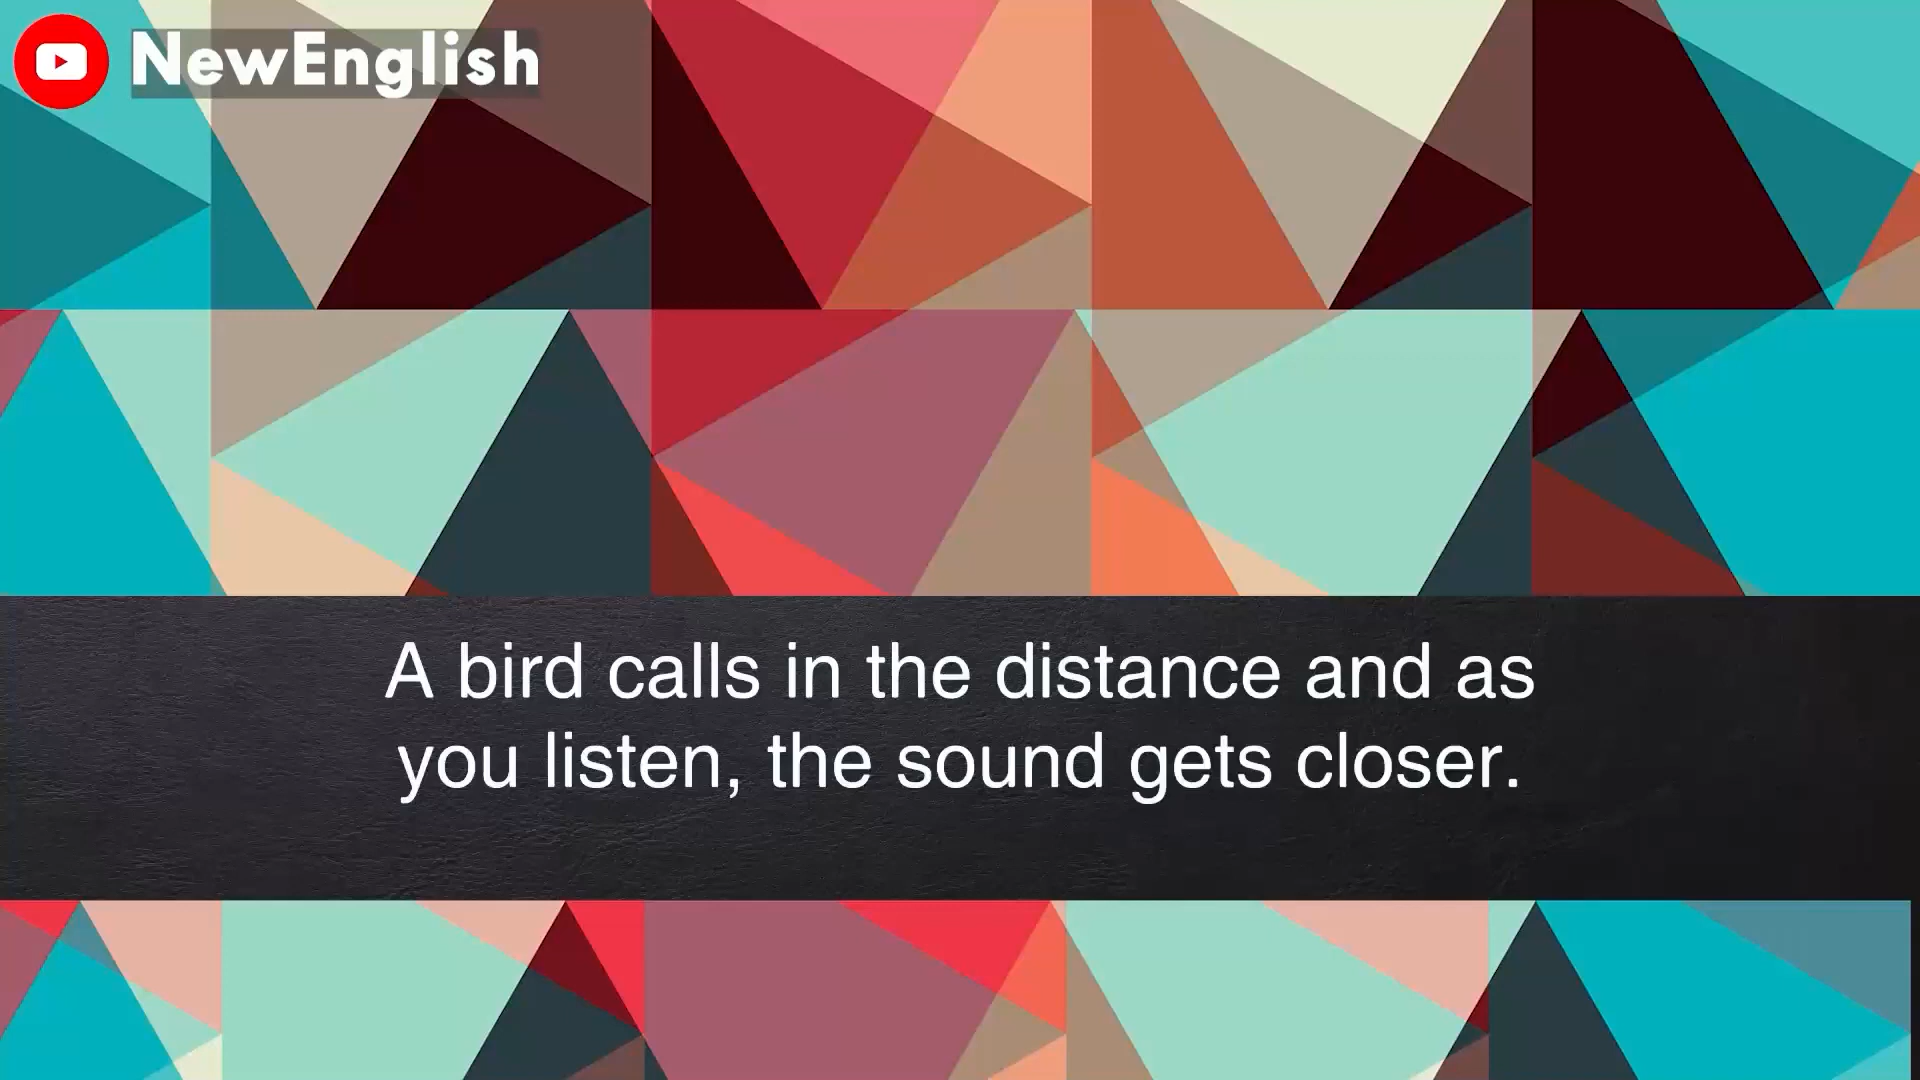 NewEnglish
A bird calls in the distance and as
you listen, the sound gets closer.